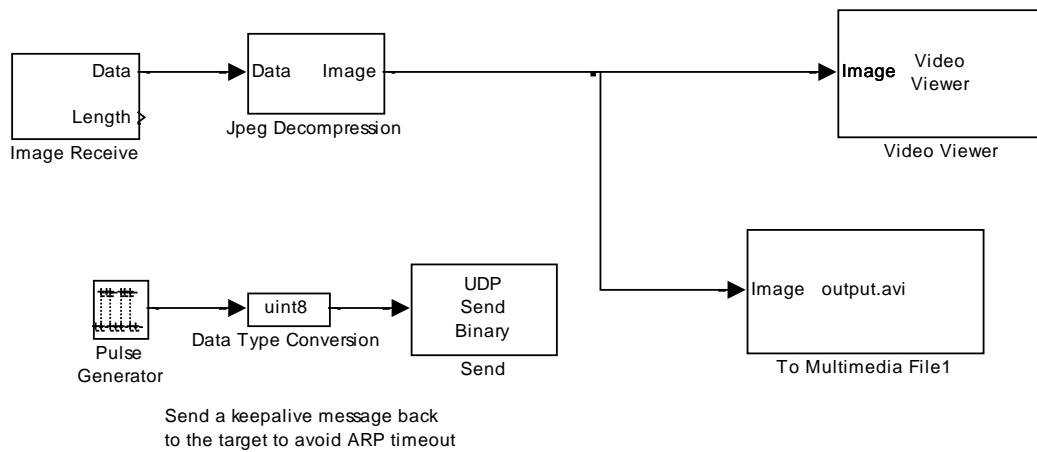 Data
Length
Image Receive
Data Image
Jpeg Decompression
Image Video
Viewer
Video Viewer
Image output.avi
To Multimedia File1
Pulse
Generator
uint8
Data Type Conversion
UDP
Send
Binary
Send
Send a keepalive message back
to the target to avoid ARP timeout